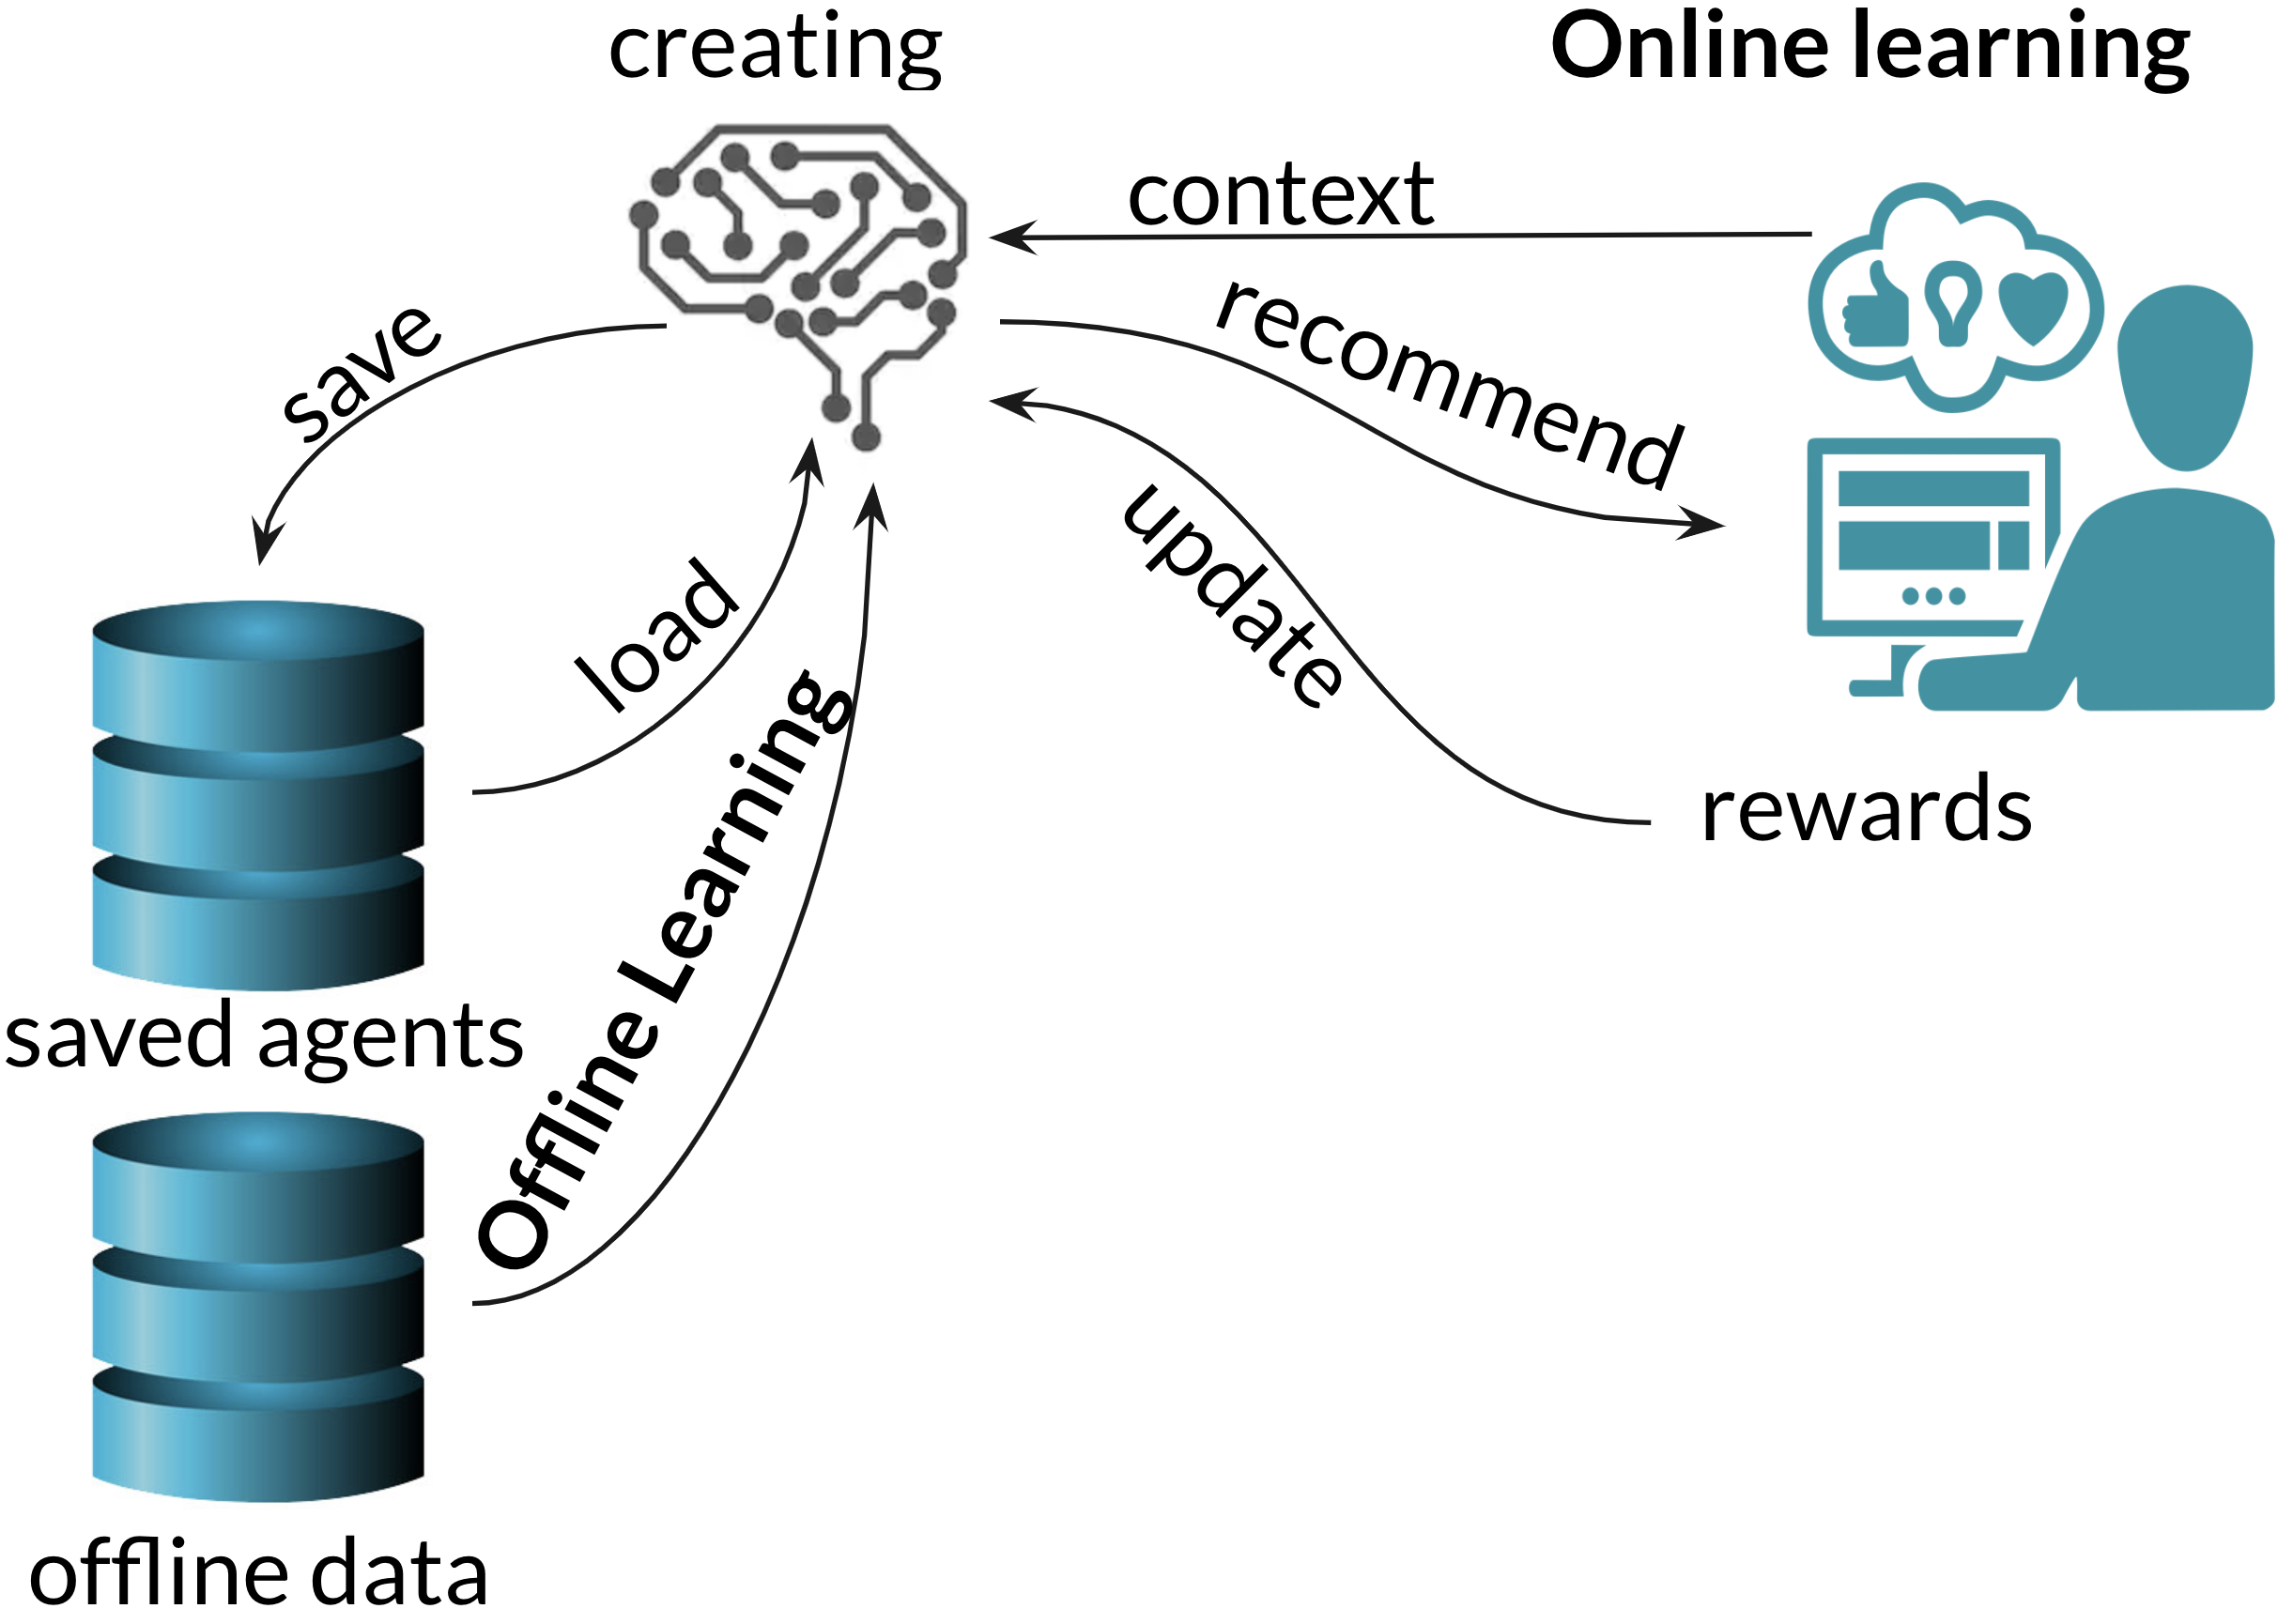 creating
Online learning
context
recommend
save
update
load
Offline Learning
rewards
saved agents
offline data